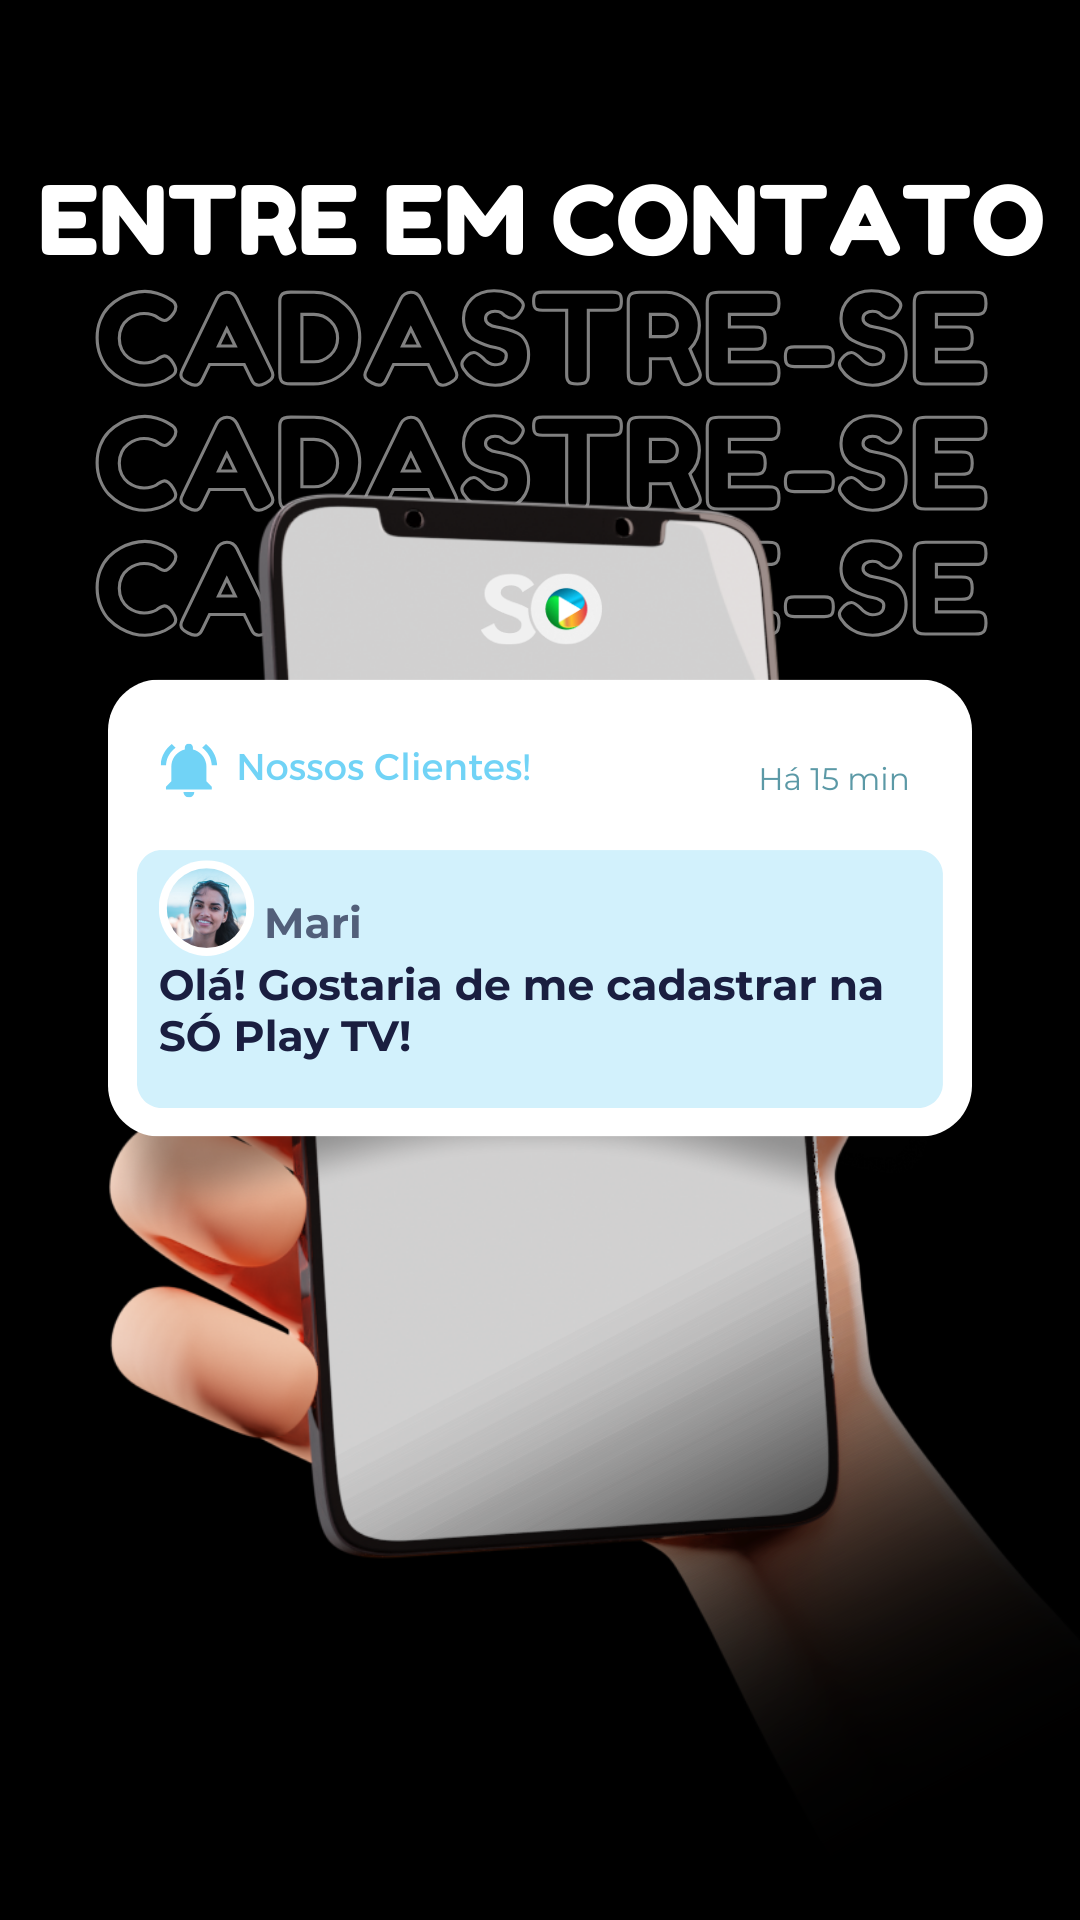 ENTRE EM CONTATO
CADASTRE-SE
CADASTRE-SE
CA E-SE
SO
Nossos Clientes!
Há 15 min
Mari
Olá! Gostaria de me cadastrar na
SÓ Play TV!